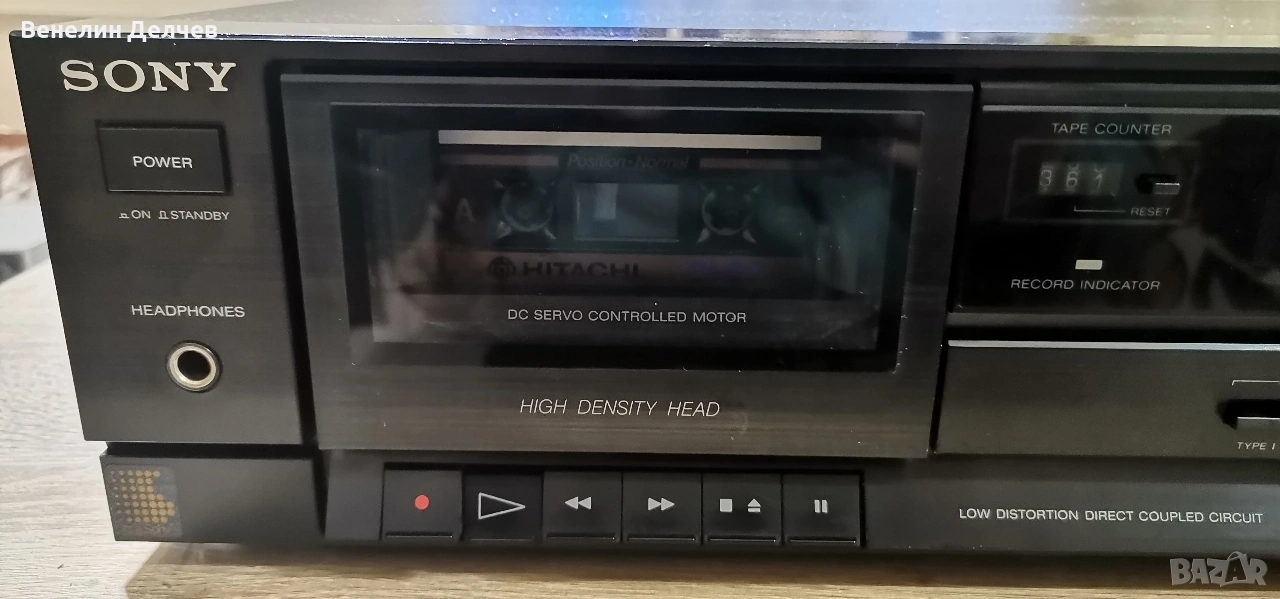 Венелин Делчев
SONY
POWER
ON STANDBY
HEADPHONES
Position·Normal
A
HITACHI
DC SERVO CONTROLLED MOTOR
HIGH DENSITY HEAD
TAPE COUNTER
361
RESET
RECORD INDICATOR
TYPE I
LOW DISTORTION DIRECT COUPLED CIRCUIT
BAZAR